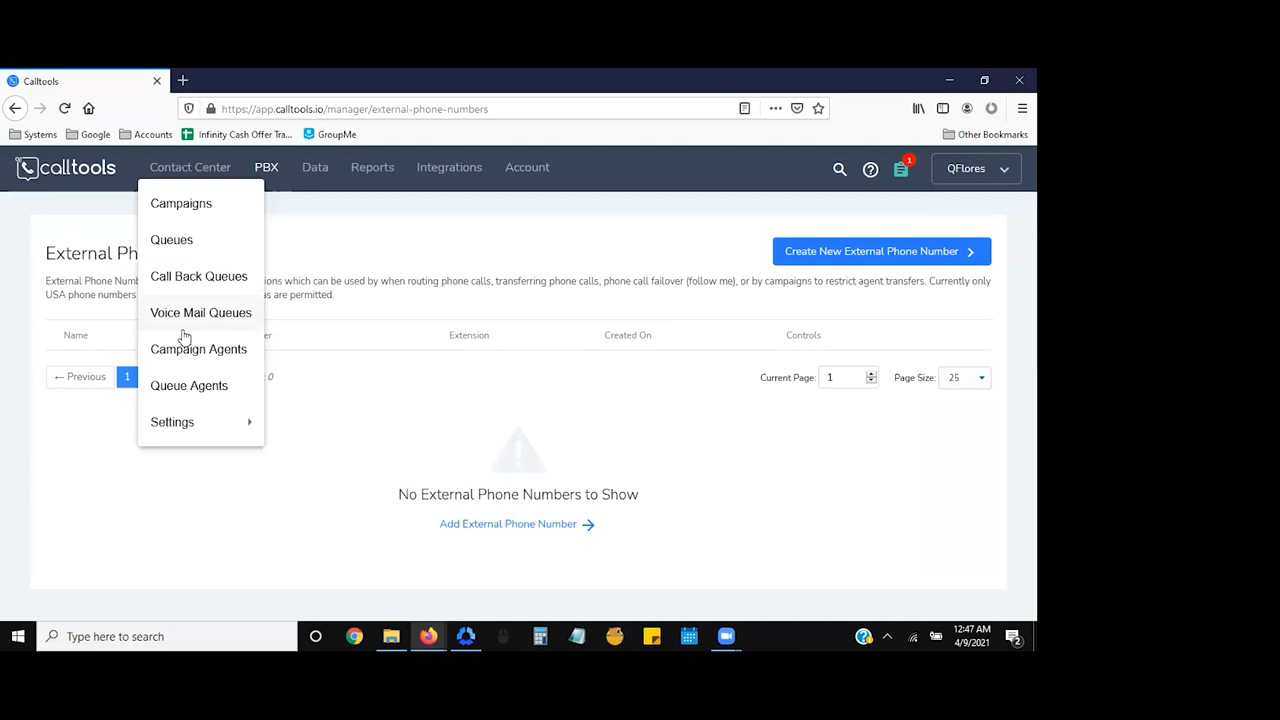 Calltools
https://app.calltools.io/manager/external-phone-numbers
Systems Google Accounts Infinity Cash Offer Tra... GroupMe Other Bookmarks
calltools Contact Center PBX Data Reports Integrations Account 1 QFlores
Campaigns
Queues
Call Back Queues
Voice Mail Queues
Campaign Agents
Queue Agents
Settings
External Ph
Create New External Phone Number
External Phone Numb
ons which can be used by when routing phone calls, transferring phone calls, phone call failover (follow me), or by campaigns to restrict agent transfers. Currently only
USA phone numbers
s are permitted.
Name er Extension Created On Controls
← Previous 1 0 Current Page: 1 Page Size: 25
No External Phone Numbers to Show
Add External Phone Number
Type here to search
12:47 AM
4/9/2021
2